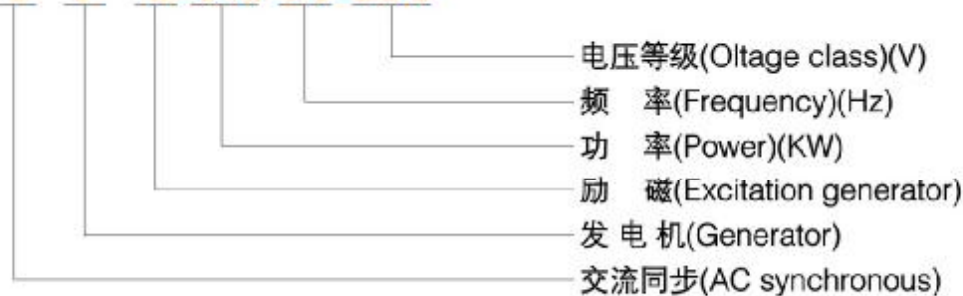 电压等级(Oltage class)(V)
频 率(Frequency)(Hz)
功 率(Power)(KW)
励 磁(Excitation generator)
发 电 机(Generator)
交流同步(AC synchronous)